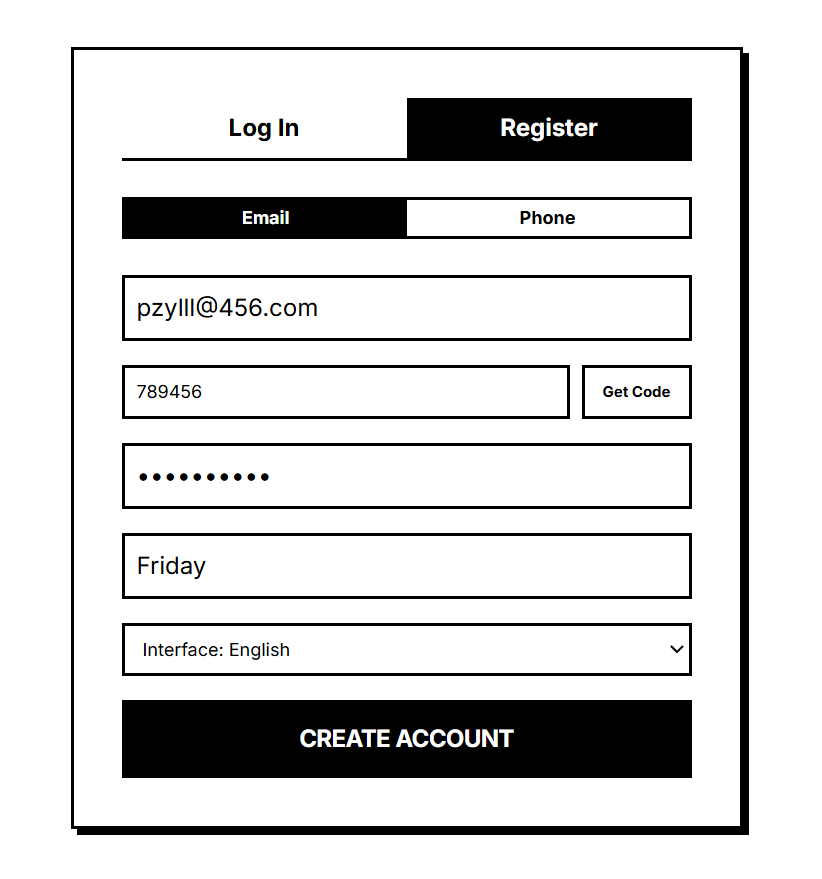 Log In Register
Email Phone
pzylll@456.com
789456 Get Code
••••••••••
Friday
Interface: English
CREATE ACCOUNT